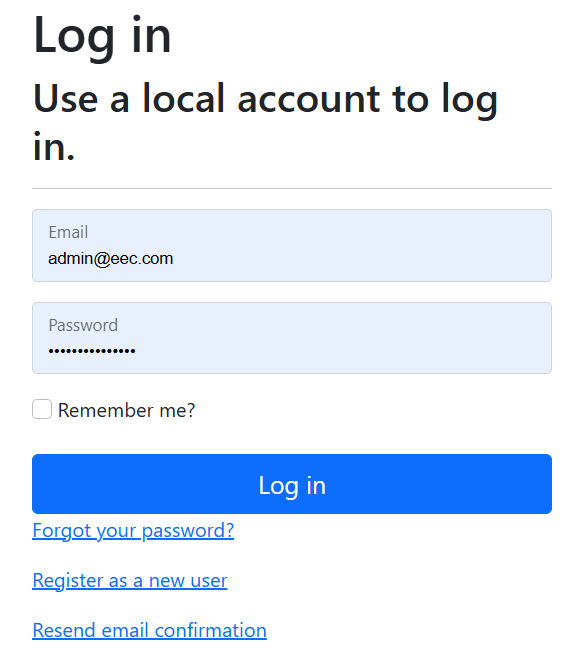 Log in
Use a local account to log
in.
Email
admin@eec.com
Password
•••••••••••••••
Remember me?
Log in
Forgot your password?
Register as a new user
Resend email confirmation